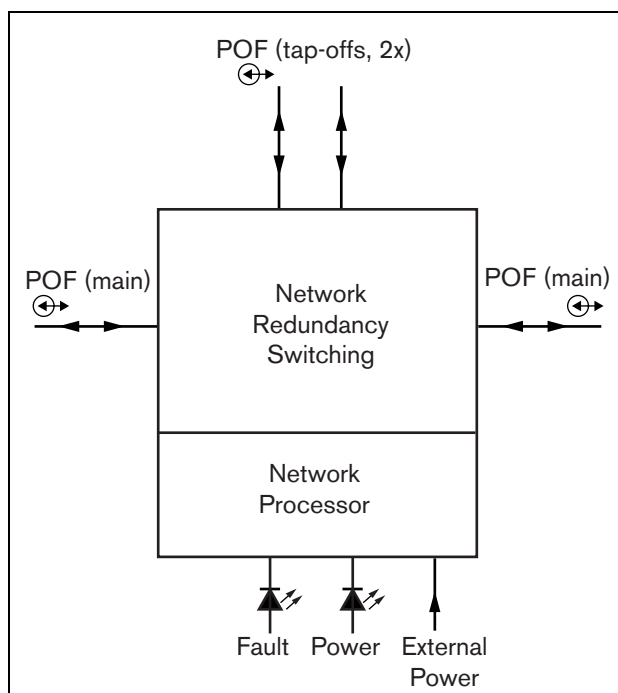 POF (tap-offs, 2x)
POF (main)
POF (main)
Network
Redundancy
Switching
Network
Processor
Fault
Power
External
Power